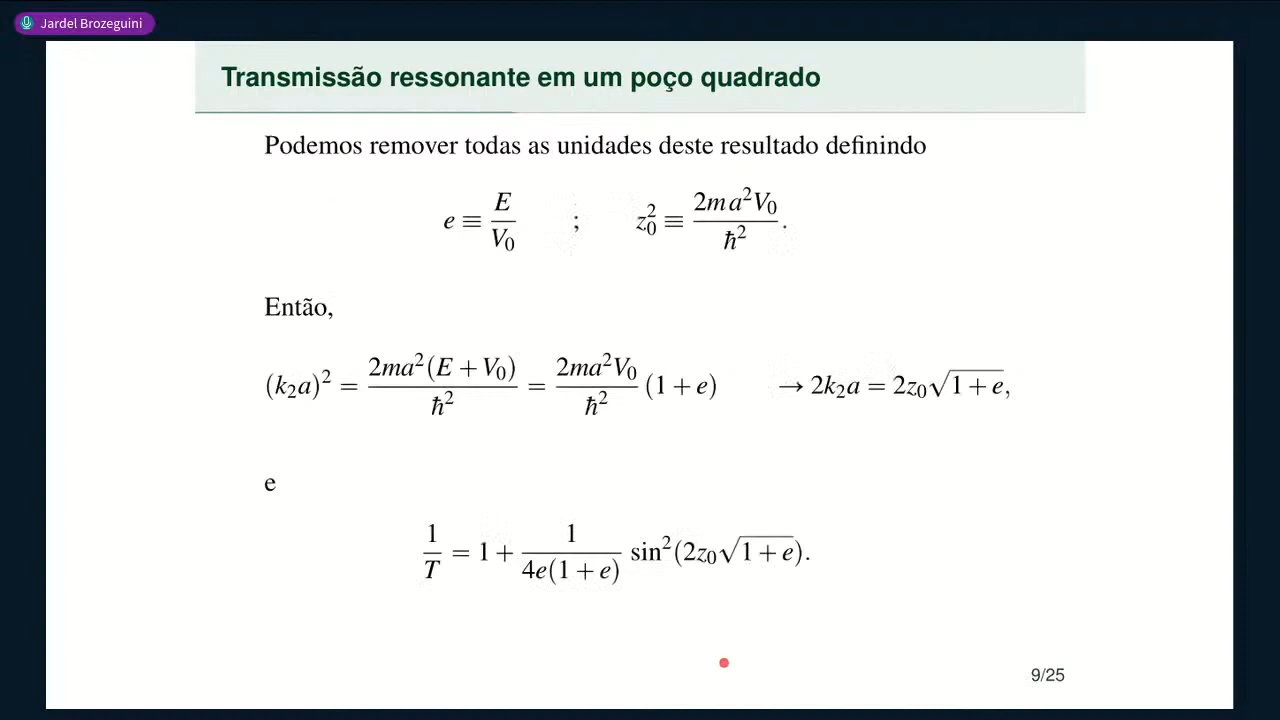 Jardel Brozeguini
Transmissão ressonante em um poço quadrado
Podemos remover todas as unidades deste resultado definindo
e ≡ E/V₀ ; z₀² ≡ 2ma²V₀/ħ².
Então,
(k₂a)² = 2ma²(E + V₀)/ħ² = 2ma²V₀/ħ² (1 + e) → 2k₂a = 2z₀√(1 + e),
e
1/T = 1 + 1/(4e(1 + e)) sin²(2z₀√(1 + e)).
9/25